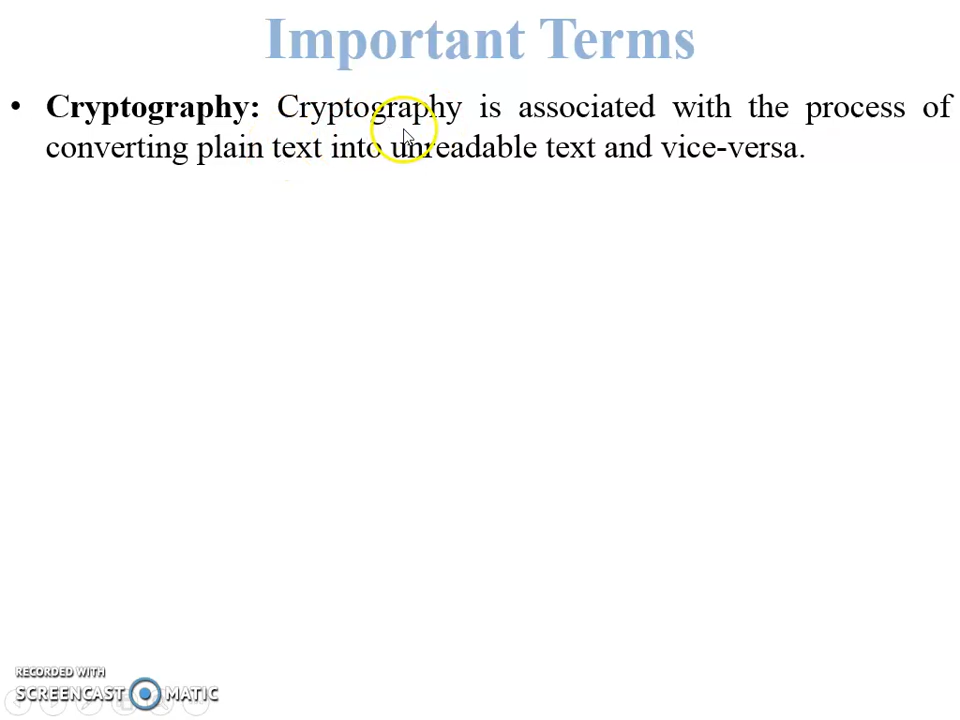 Important Terms
• Cryptography: Cryptography is associated with the process of
converting plain text into unreadable text and vice-versa.
RECORDED WITH
SCREENCAST MATIC